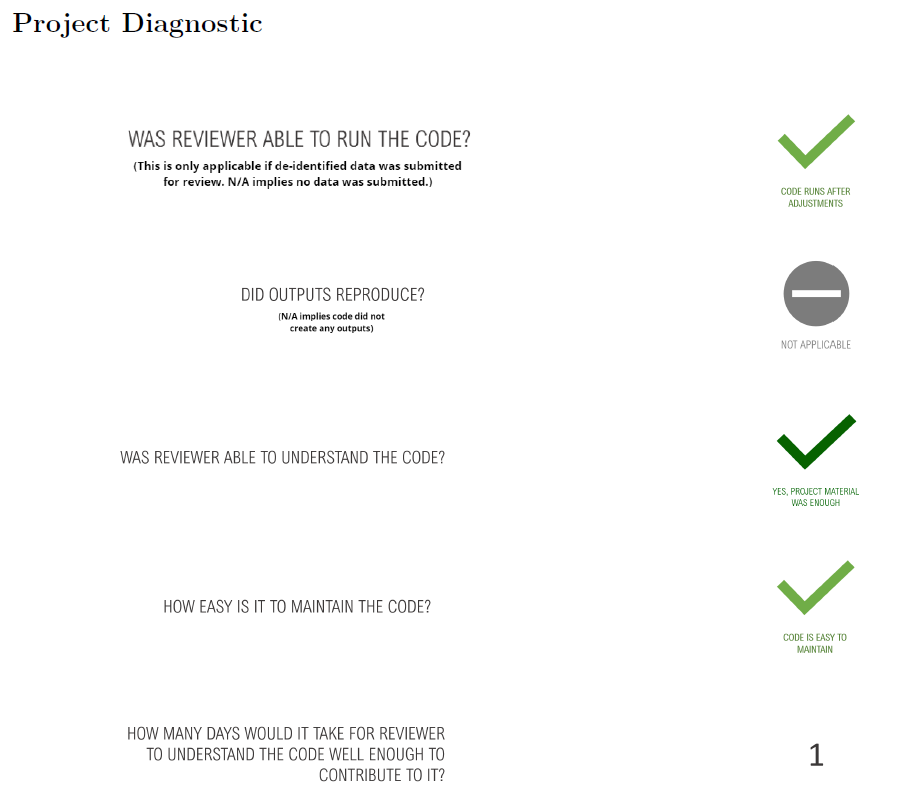 Project Diagnostic
WAS REVIEWER ABLE TO RUN THE CODE?
(This is only applicable if de-identified data was submitted
for review. N/A implies no data was submitted.)
CODE RUNS AFTER
ADJUSTMENTS
DID OUTPUTS REPRODUCE?
(N/A implies code did not
create any outputs)
NOT APPLICABLE
WAS REVIEWER ABLE TO UNDERSTAND THE CODE?
YES, PROJECT MATERIAL
WAS ENOUGH
HOW EASY IS IT TO MAINTAIN THE CODE?
CODE IS EASY TO
MAINTAIN
HOW MANY DAYS WOULD IT TAKE FOR REVIEWER
TO UNDERSTAND THE CODE WELL ENOUGH TO
CONTRIBUTE TO IT?
1